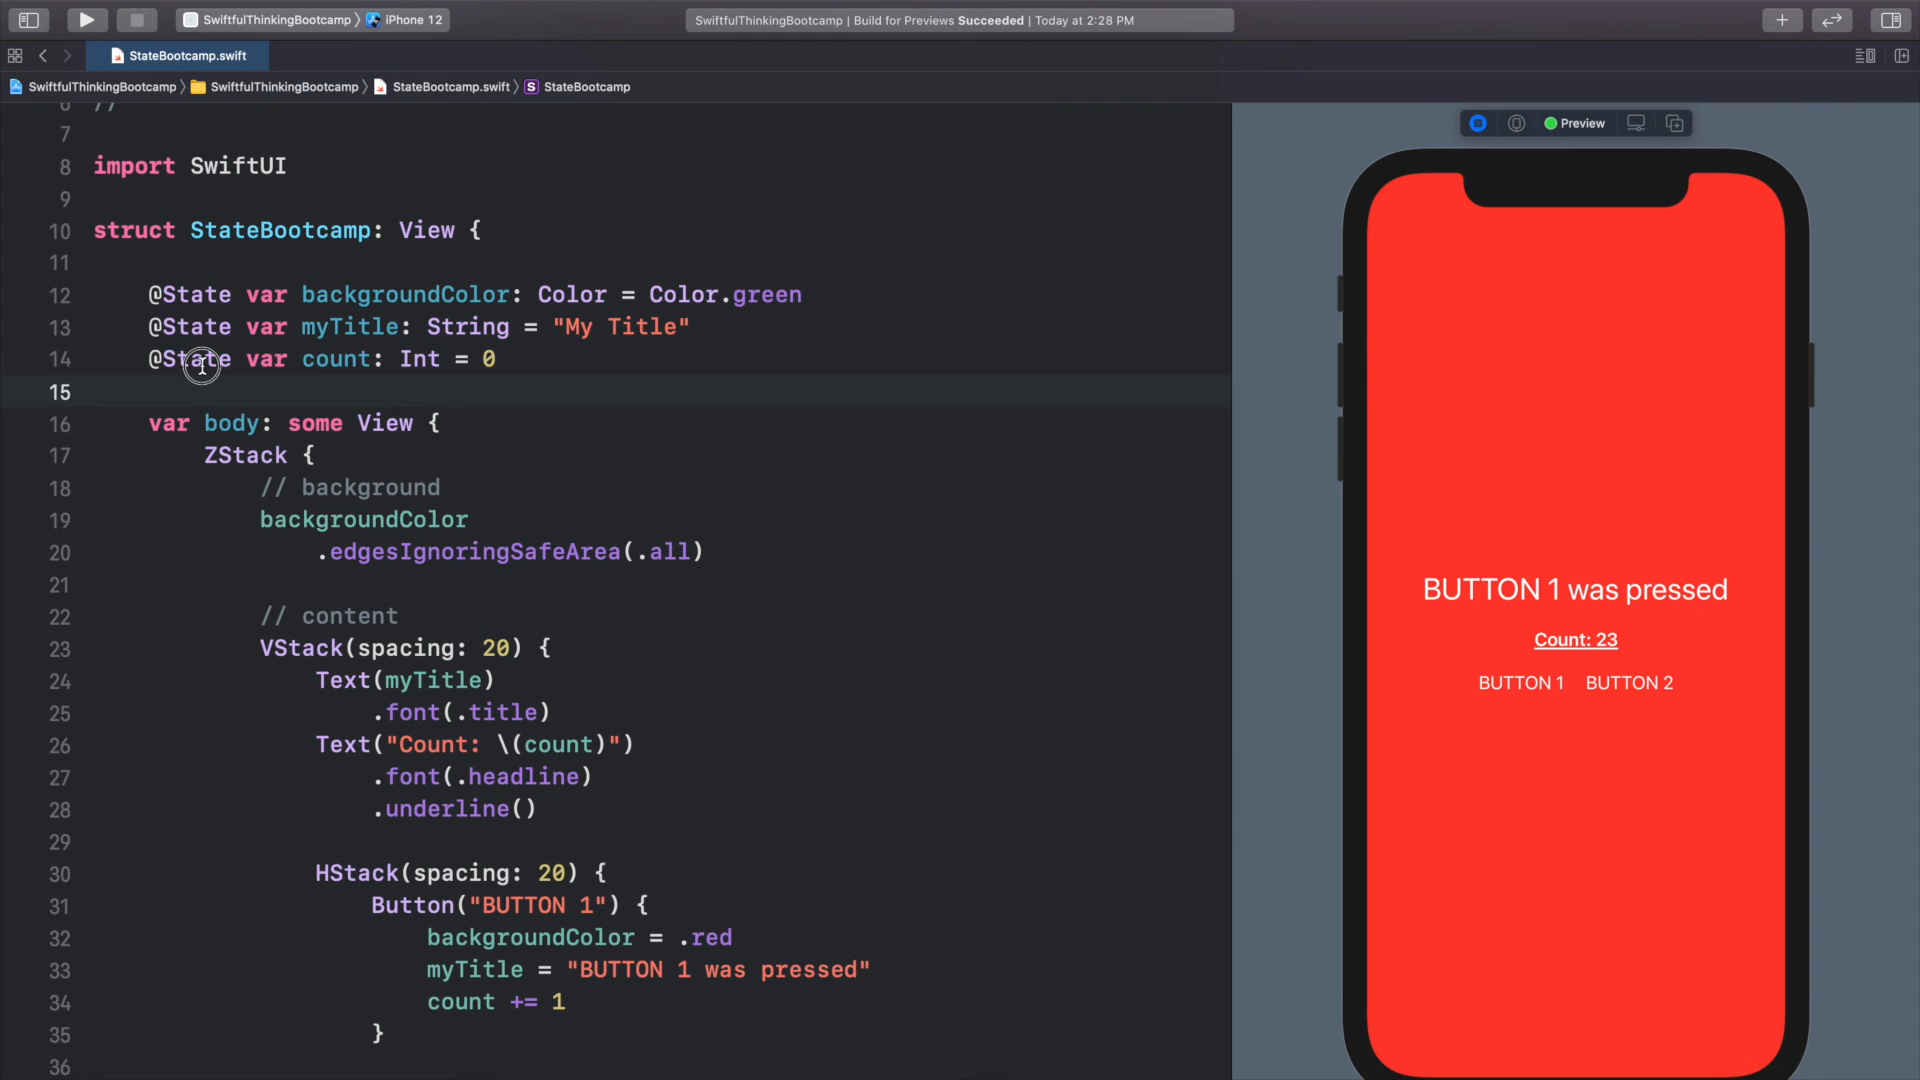 SwiftfulThinkingBootcamp 〉 iPhone 12
SwiftfulThinkingBootcamp | Build for Previews Succeeded | Today at 2:28 PM
StateBootcamp.swift
SwiftfulThinkingBootcamp 〉 SwiftfulThinkingBootcamp 〉 StateBootcamp.swift 〉 S StateBootcamp
6 //
7
8 import SwiftUI
9
10 struct StateBootcamp: View {
11
12 @State var backgroundColor: Color = Color.green
13 @State var myTitle: String = "My Title"
14 @State var count: Int = 0
15
16 var body: some View {
17 ZStack {
18 // background
19 backgroundColor
20 .edgesIgnoringSafeArea(.all)
21
22 // content
23 VStack(spacing: 20) {
24 Text(myTitle)
25 .font(.title)
26 Text("Count: \(count)")
27 .font(.headline)
28 .underline()
29
30 HStack(spacing: 20) {
31 Button("BUTTON 1") {
32 backgroundColor = .red
33 myTitle = "BUTTON 1 was pressed"
34 count += 1
35 }
36
Preview
BUTTON 1 was pressed
Count: 23
BUTTON 1 BUTTON 2